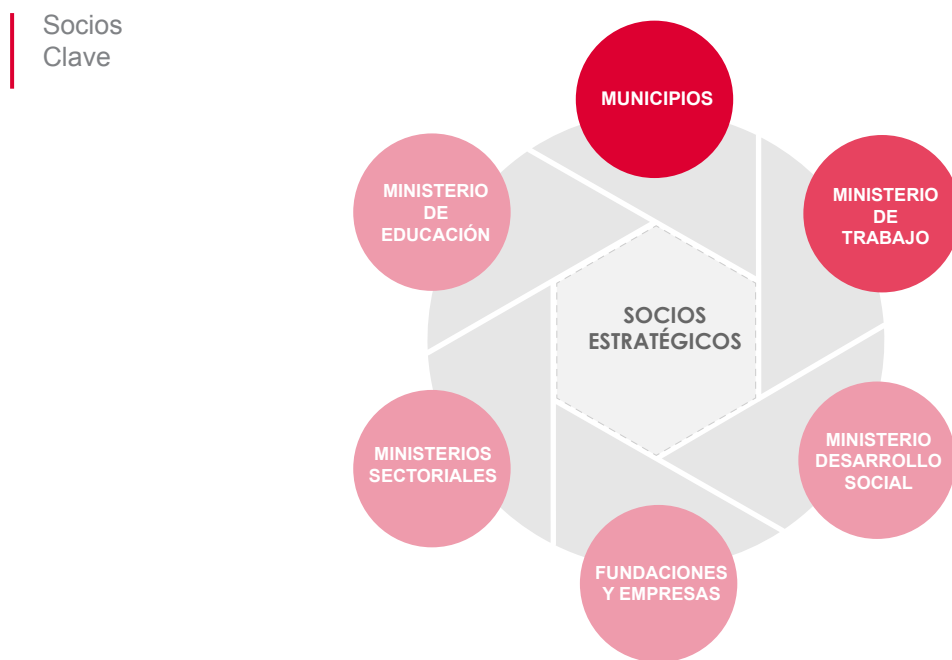 Socios
Clave
MUNICIPIOS
MINISTERIO
DE
EDUCACIÓN
MINISTERIO
DE
TRABAJO
SOCIOS
ESTRATÉGICOS
MINISTERIOS
SECTORIALES
MINISTERIO
DESARROLLO
SOCIAL
FUNDACIONES
Y EMPRESAS